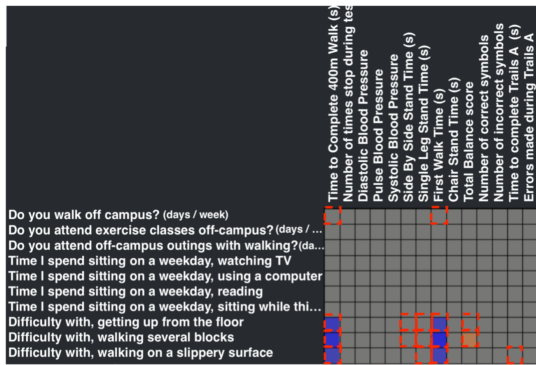 Time to Complete 400m Walk (s)
Number of times stop during tes
Diastolic Blood Pressure
Pulse Blood Pressure
Systolic Blood Pressure
Side By Side Stand Time (s)
Single Leg Stand Time (s)
First Walk Time (s)
Chair Stand Time (s)
Total Balance score
Number of correct symbols
Number of incorrect symbols
Time to complete Trails A (s)
Errors made during Trails A
Do you walk off campus? (days / week)
Do you attend exercise classes off-campus? (days / ...
Do you attend off-campus outings with walking? (da...
Time I spend sitting on a weekday, watching TV
Time I spend sitting on a weekday, using a computer
Time I spend sitting on a weekday, reading
Time I spend sitting on a weekday, sitting while thi...
Difficulty with, getting up from the floor
Difficulty with, walking several blocks
Difficulty with, walking on a slippery surface